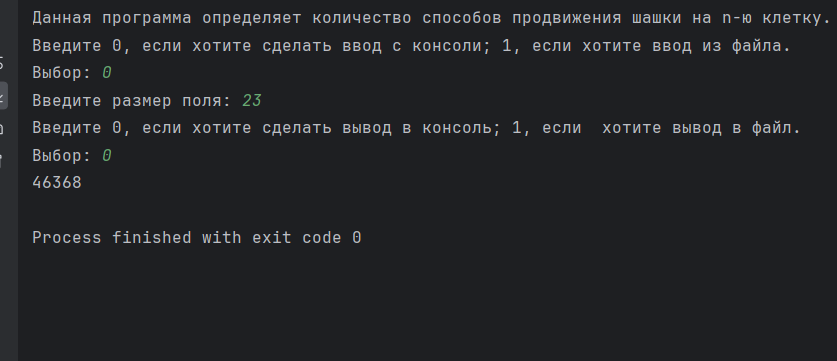 Данная программа определяет количество способов продвижения шашки на n-ю клетку.
Введите 0, если хотите сделать ввод с консоли; 1, если хотите ввод из файла.
Выбор: 0
Введите размер поля: 23
Введите 0, если хотите сделать вывод в консоль; 1, если  хотите вывод в файл.
Выбор: 0
46368
Process finished with exit code 0